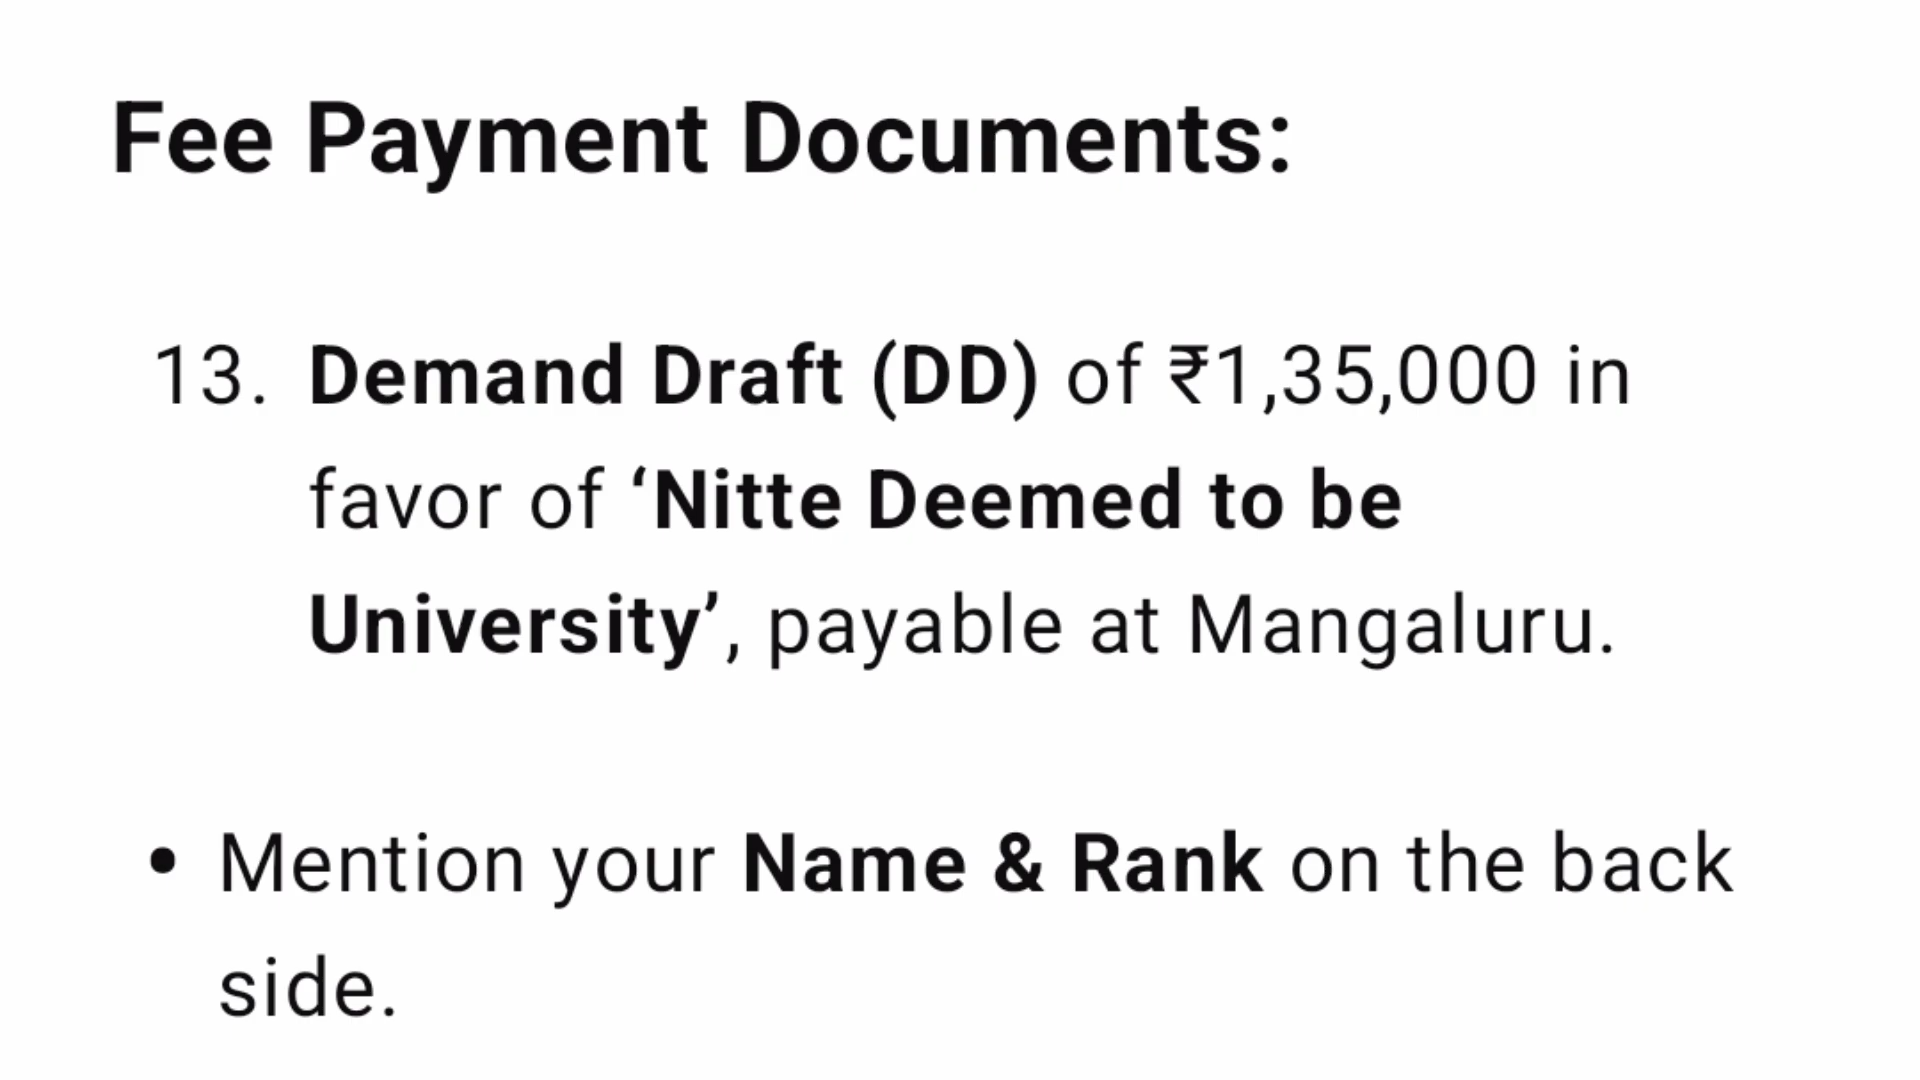 Fee Payment Documents:
13. Demand Draft (DD) of ₹1,35,000 in
favor of ‘Nitte Deemed to be
University’, payable at Mangaluru.
• Mention your Name & Rank on the back
side.